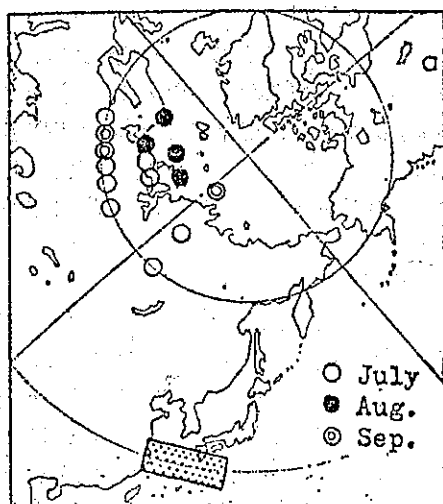 a
○ July
● Aug.
◎ Sep.